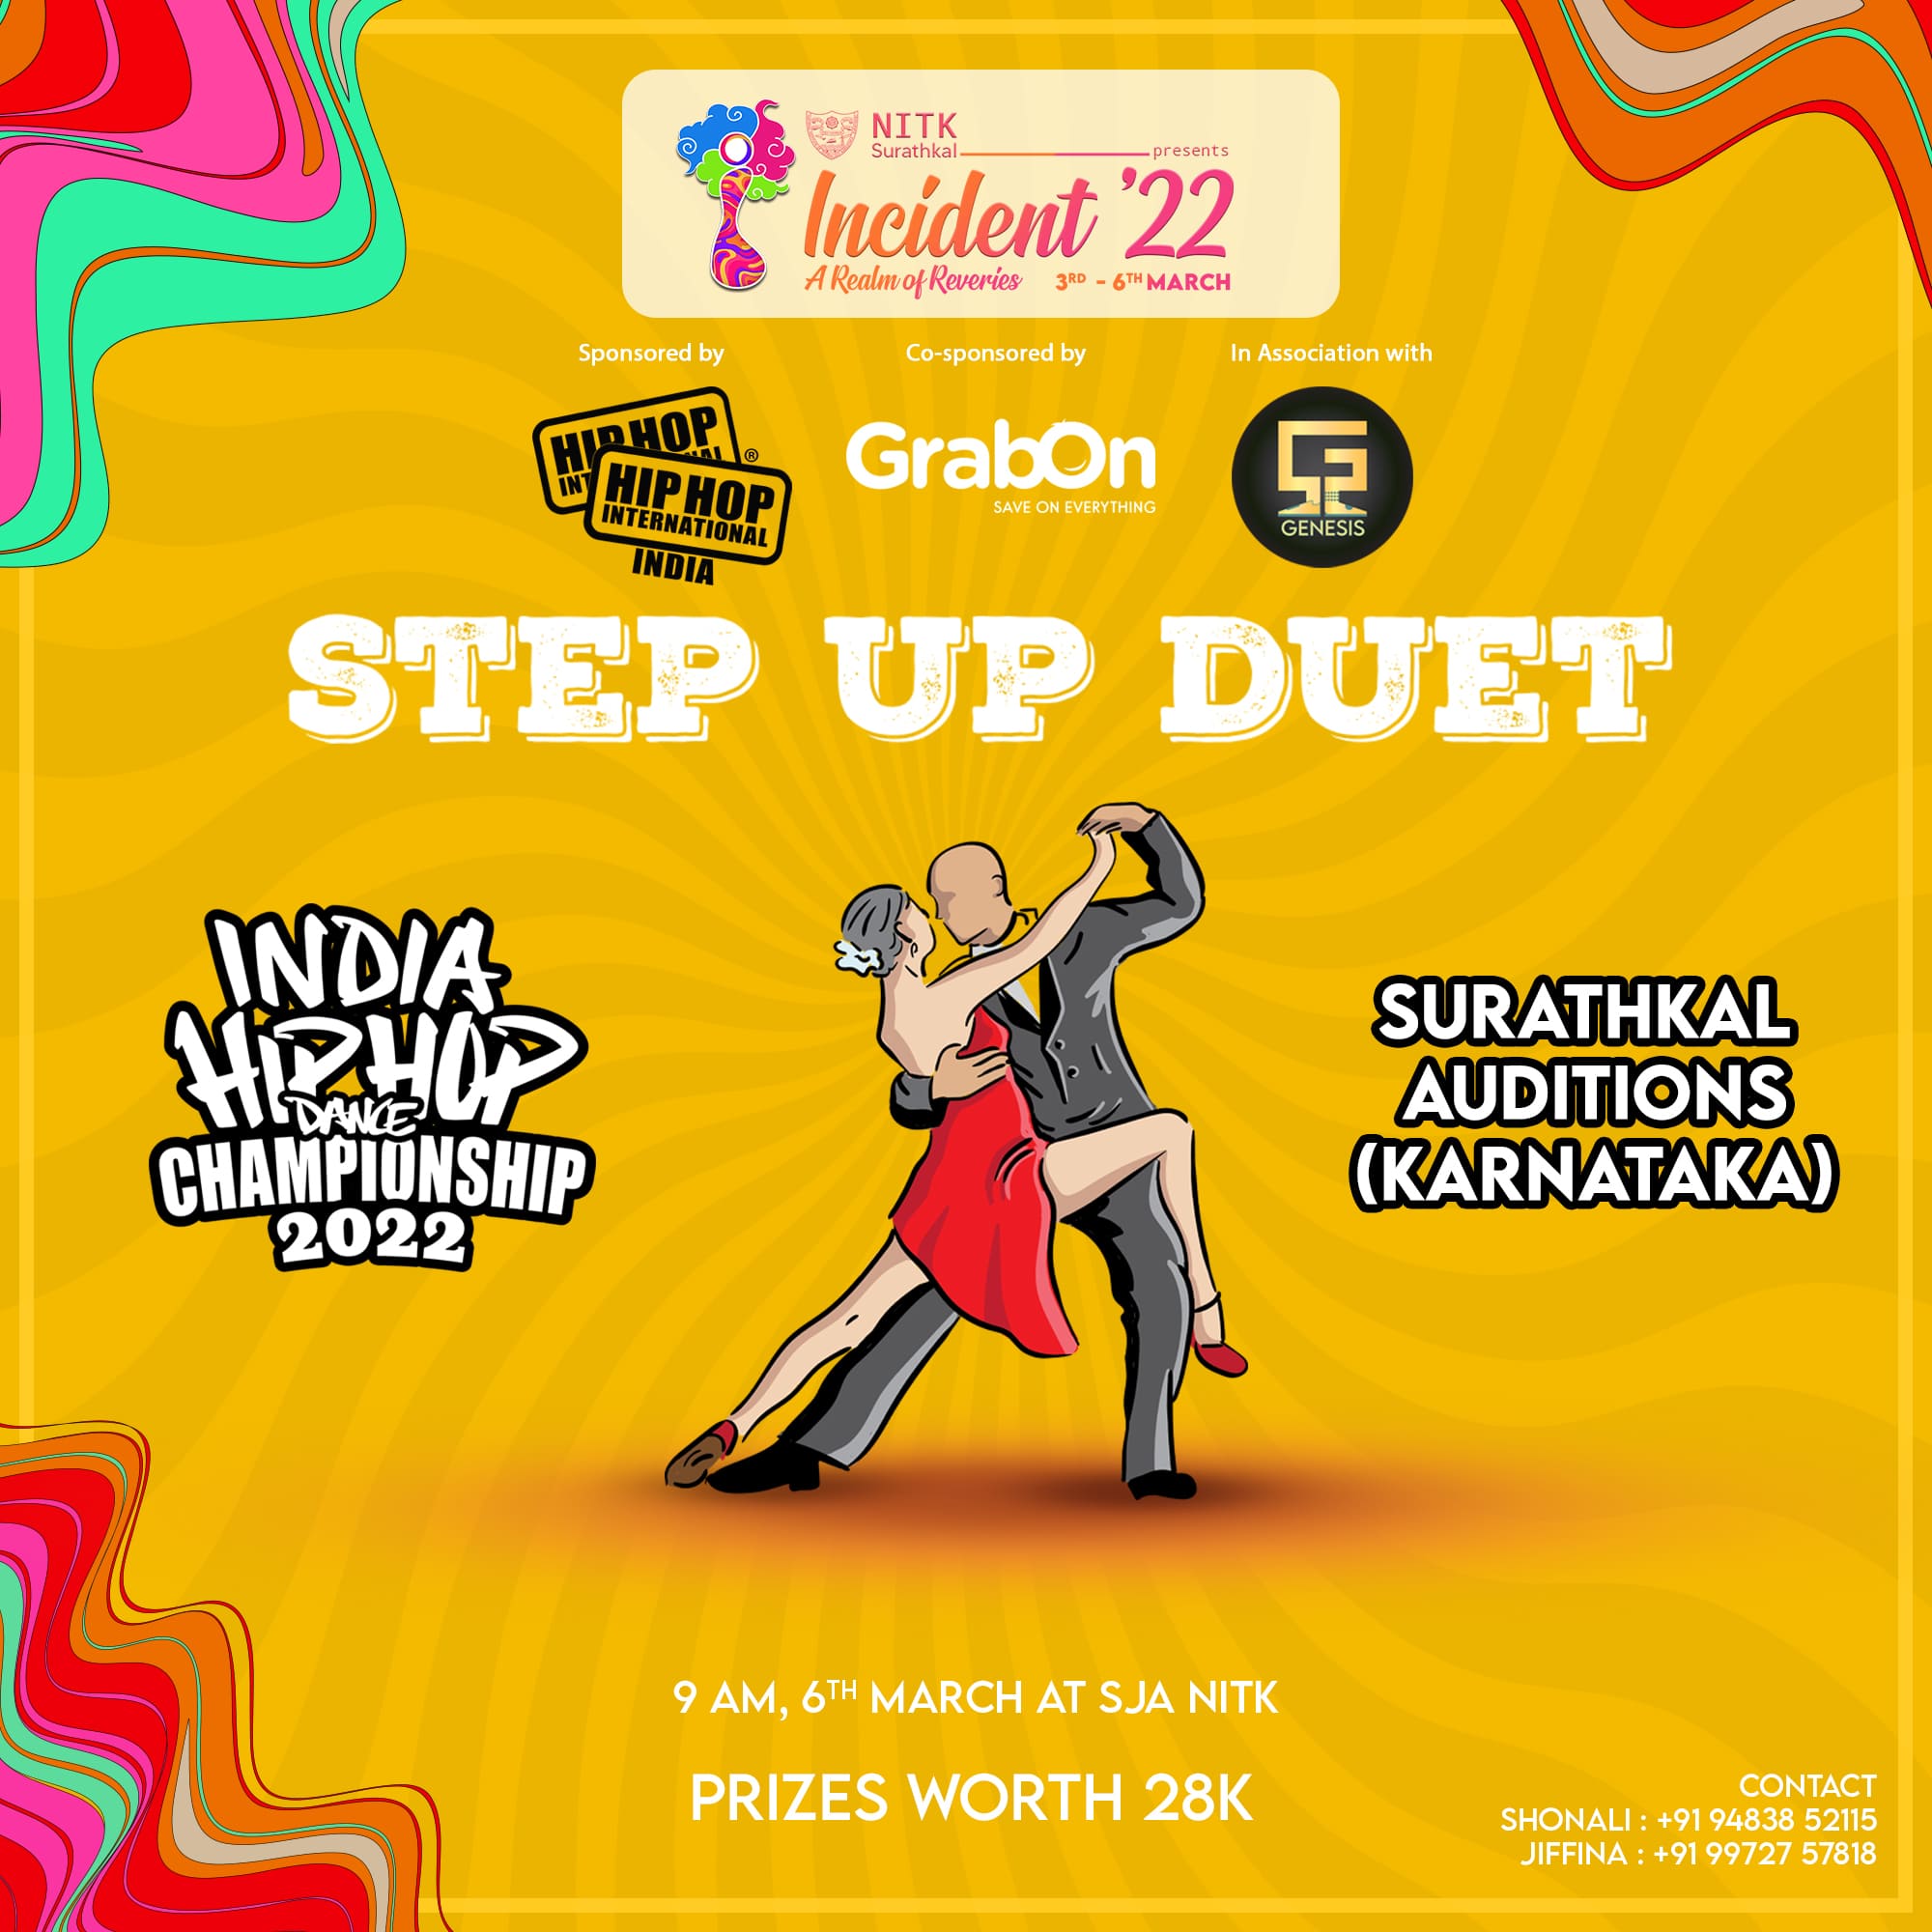 NITK
Surathkal presents
Incident '22
A Realm of Reveries 3RD - 6TH MARCH
Sponsored by Co-sponsored by In Association with
HIP HOP
®
HIP HOP
INTERNATIONAL
INDIA
GrabOn
SAVE ON EVERYTHING
GENESIS
STEP UP DUET
INDIA
HIPHOP
DANCE
CHAMPIONSHIP
2022
SURATHKAL
AUDITIONS
(KARNATAKA)
9 AM, 6TH MARCH AT SJA NITK
PRIZES WORTH 28K
CONTACT
SHONALI : +91 94838 52115
JIFFINA : +91 99727 57818